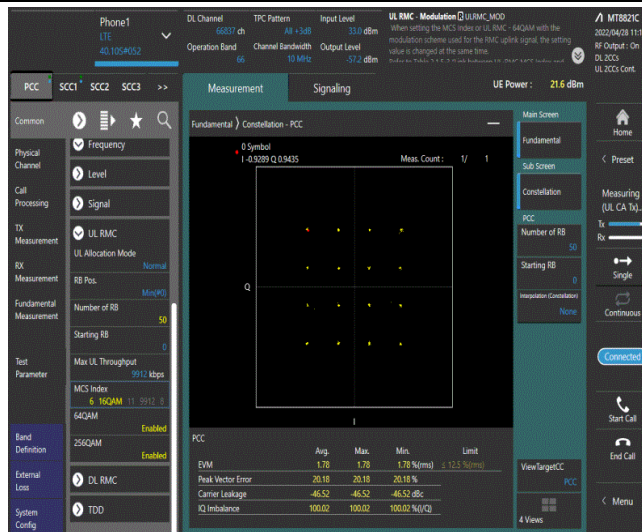 Phone1
LTE
40.10S#052
DL Channel
66837 ch
TPC Pattern
All +3dB
Input Level
33.0 dBm
Operation Band
66
Channel Bandwidth
10 MHz
Output Level
-57.2 dBm
UL RMC - Modulation ULRMC_MOD
When setting the MCS Index or UL RMC - 64QAM with the
modulation scheme used for the RMC uplink signal, the setting
value is changed at the same time.
MT8821C
2022/04/28 11:1
RF Output : On
DL 2CCs
UL 2CCs Cont.
PCC
SCC1
SCC2
SCC3
>>
Measurement
Signaling
UE Power : 21.6 dBm
Common
Physical
Channel
Call
Processing
TX
Measurement
RX
Measurement
Fundamental
Measurement
Test
Parameter
Band
Definition
External
Loss
System
Config
Frequency
Level
Signal
UL RMC
UL Allocation Mode
Normal
RB Pos.
Min(#0)
Number of RB
50
Starting RB
0
Max UL Throughput
9912 kbps
MCS Index
6 16QAM 11 9912 8
64QAM
Enabled
256QAM
Enabled
DL RMC
TDD
Fundamental 〉 Constellation - PCC
0 Symbol
I -0.9289 Q 0.9435
Meas. Count : 1/ 1
Q
I
PCC
Avg. Max. Min. Limit
EVM 1.78 1.78 1.78 %(rms) ≤ 12.5 %(rms)
Peak Vector Error 20.18 20.18 20.18 %
Carrier Leakage -46.52 -46.52 -46.52 dBc
IQ Imbalance 100.02 100.02 100.02 %(I/Q)
Main Screen
Fundamental
Sub Screen
Constellation
PCC
Number of RB
50
Starting RB
0
Interpolation (Constellation)
None
ViewTargetCC
PCC
4 Views
Home
< Preset
Measuring
(UL CA Tx)...
Tx
Rx
Single
Continuous
Connected
Start Call
End Call
< Menu